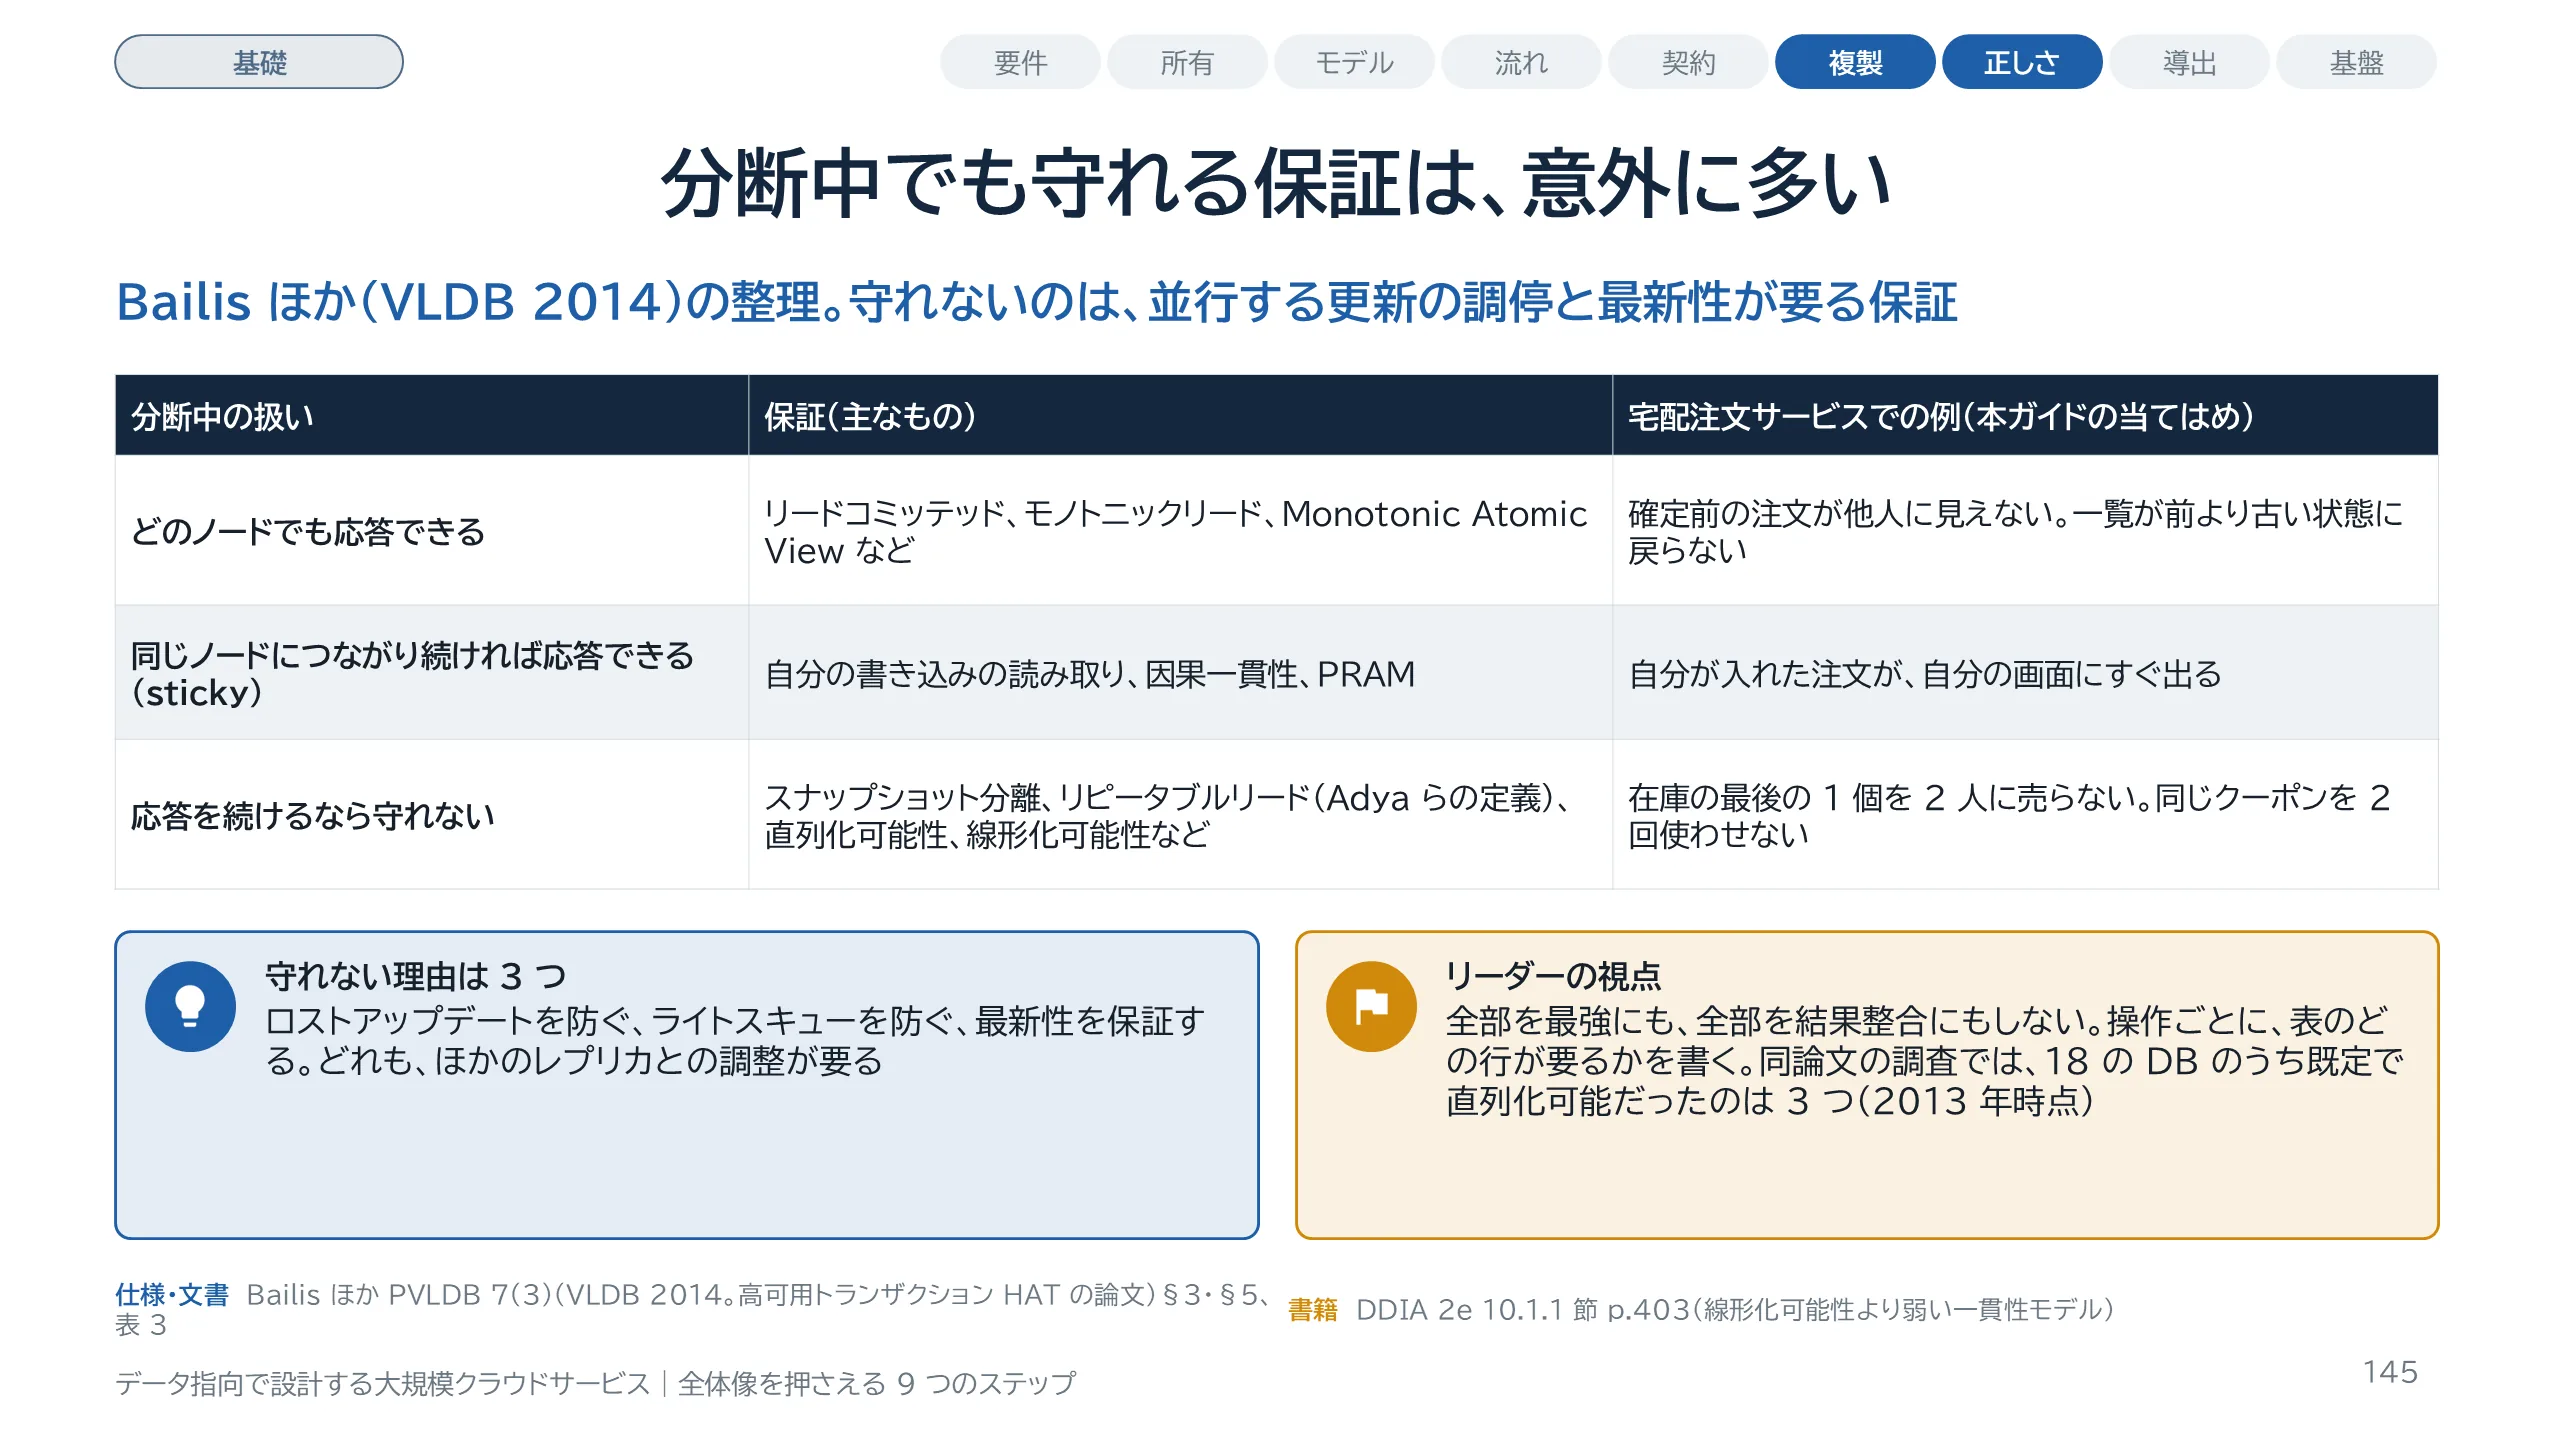 基礎
要件
所有
モデル
流れ
契約
複製
正しさ
導出
基盤
分断中でも守れる保証は、意外に多い
Bailis ほか（VLDB 2014）の整理。守れないのは、並行する更新の調停と最新性が要る保証
分断中の扱い
保証（主なもの）
宅配注文サービスでの例（本ガイドの当てはめ）
どのノードでも応答できる
リードコミッテッド、モノトニックリード、Monotonic Atomic
View など
確定前の注文が他人に見えない。一覧が前より古い状態に
戻らない
同じノードにつながり続ければ応答できる
（sticky）
自分の書き込みの読み取り、因果一貫性、PRAM
自分が入れた注文が、自分の画面にすぐ出る
応答を続けるなら守れない
スナップショット分離、リピータブルリード（Adya らの定義）、
直列化可能性、線形化可能性など
在庫の最後の 1 個を 2 人に売らない。同じクーポンを 2
回使わせない
守れない理由は 3 つ
ロストアップデートを防ぐ、ライトスキューを防ぐ、最新性を保証す
る。どれも、ほかのレプリカとの調整が要る
リーダーの視点
全部を最強にも、全部を結果整合にもしない。操作ごとに、表のど
の行が要るかを書く。同論文の調査では、18 の DB のうち既定で
直列化可能だったのは 3 つ（2013 年時点）
仕様・文書 Bailis ほか PVLDB 7(3)（VLDB 2014。高可用トランザクション HAT の論文）§3・§5、
表 3
書籍 DDIA 2e 10.1.1 節 p.403（線形化可能性より弱い一貫性モデル）
データ指向で設計する大規模クラウドサービス｜全体像を押さえる 9 つのステップ
145